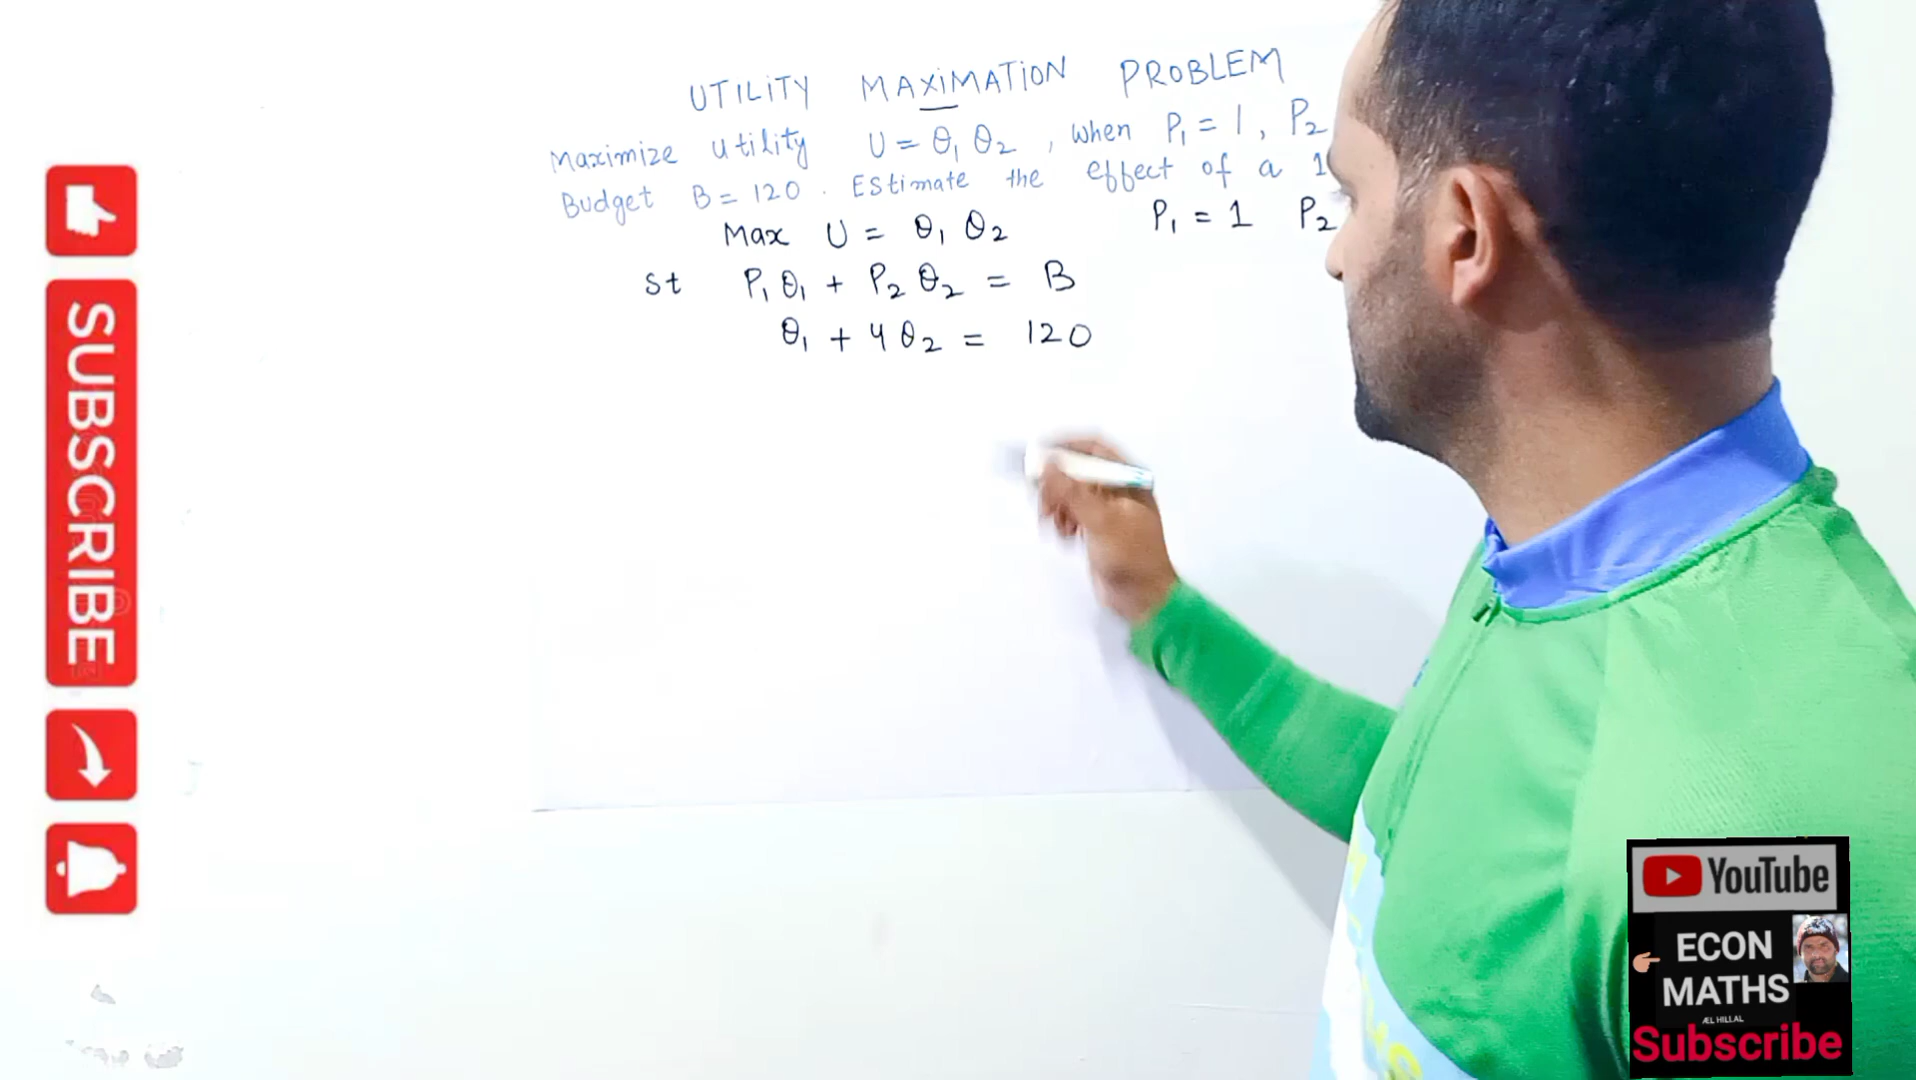 UTILITY MAXIMATION PROBLEM
Maximize utility U = θ₁ θ₂ , when P₁ = 1 , P₂
Budget B = 120 . Estimate the effect of a 1
Max U = θ₁ θ₂ P₁ = 1 P₂
St P₁ θ₁ + P₂ θ₂ = B
θ₁ + 4 θ₂ = 120
SUBSCRIBE
YouTube
ECON
MATHS
ÆL HILLAL
Subscribe